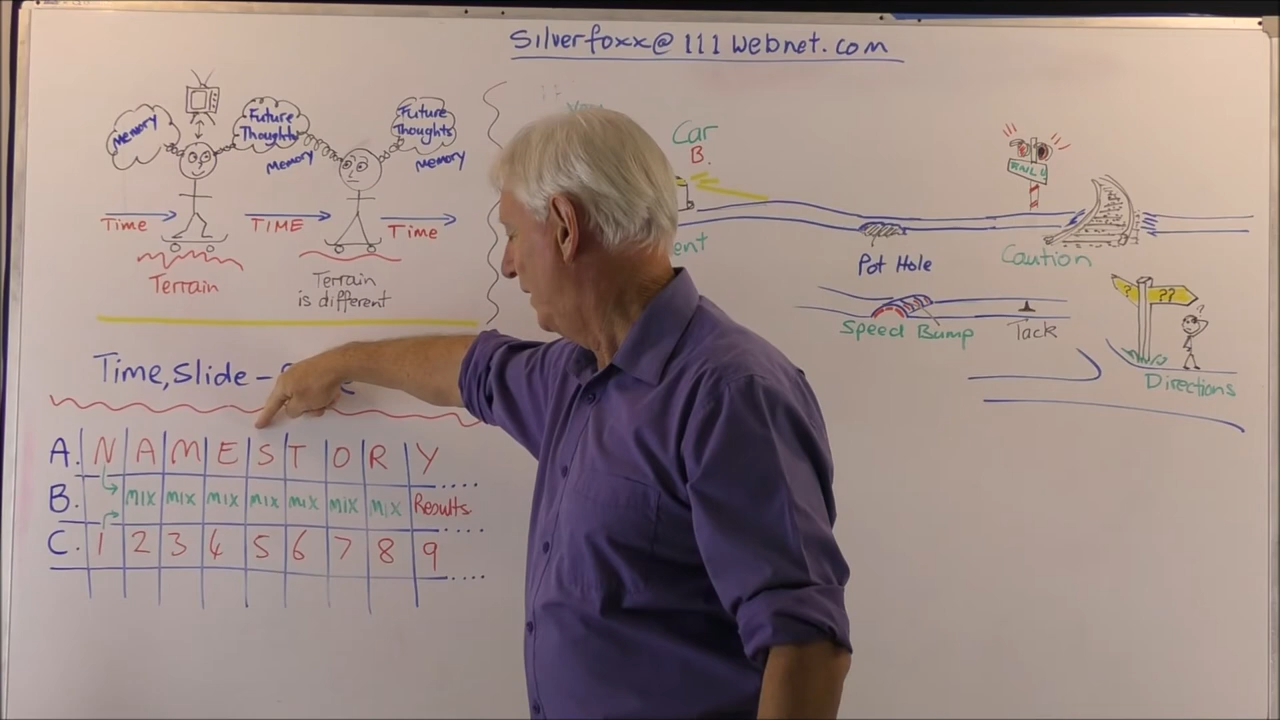 Silverfoxx@111webnet.com
Memory
Future
Thoughts
Memory
Future
Thoughts
Memory
Time
TIME
Time
Terrain
Terrain
is different
Car
B.
Pot Hole
Caution
Speed Bump
Tack
? ??
?
Directions
Time, Slide -
A. N A M E S T O R Y
B. mix mix mix mix mix mix mix Results
C. 1 2 3 4 5 6 7 8 9